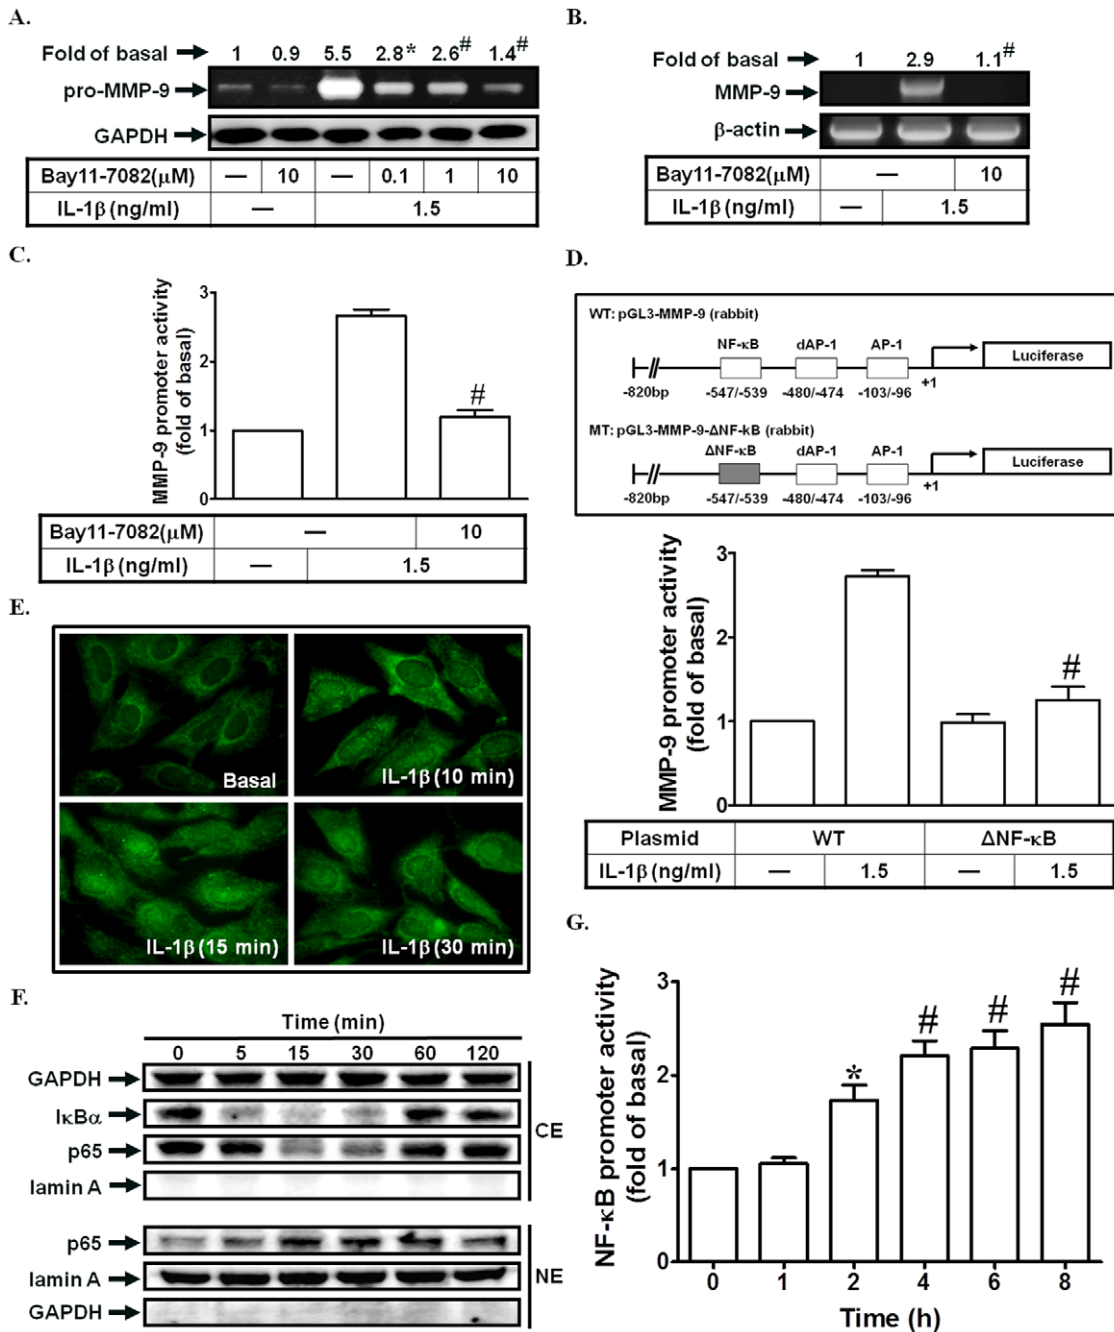 A.
Fold of basal 1 0.9 5.5 2.8* 2.6# 1.4#
pro-MMP-9
GAPDH
Bay11-7082(μM) — 10 — 0.1 1 10
IL-1β (ng/ml) — 1.5
B.
Fold of basal 1 2.9 1.1#
MMP-9
β-actin
Bay11-7082(μM) — 10
IL-1β (ng/ml) — 1.5
C.
MMP-9 promoter activity
(fold of basal)
3
2
1
0
#
Bay11-7082(μM) — 10
IL-1β (ng/ml) — 1.5
D.
WT: pGL3-MMP-9 (rabbit)
NF-κB dAP-1 AP-1 Luciferase
-820bp -547/-539 -480/-474 -103/-96 +1
MT: pGL3-MMP-9-ΔNF-kB (rabbit)
ΔNF-κB dAP-1 AP-1 Luciferase
-820bp -547/-539 -480/-474 -103/-96 +1
MMP-9 promoter activity
(fold of basal)
3
2
1
0
#
Plasmid WT ΔNF-κB
IL-1β (ng/ml) — 1.5 — 1.5
E.
Basal
IL-1β (10 min)
IL-1β (15 min)
IL-1β (30 min)
F.
Time (min)
0 5 15 30 60 120
GAPDH
IκBα
p65
lamin A
CE
p65
lamin A
GAPDH
NE
G.
NF-κB promoter activity
(fold of basal)
3
2
1
0
* # # #
0 1 2 4 6 8
Time (h)